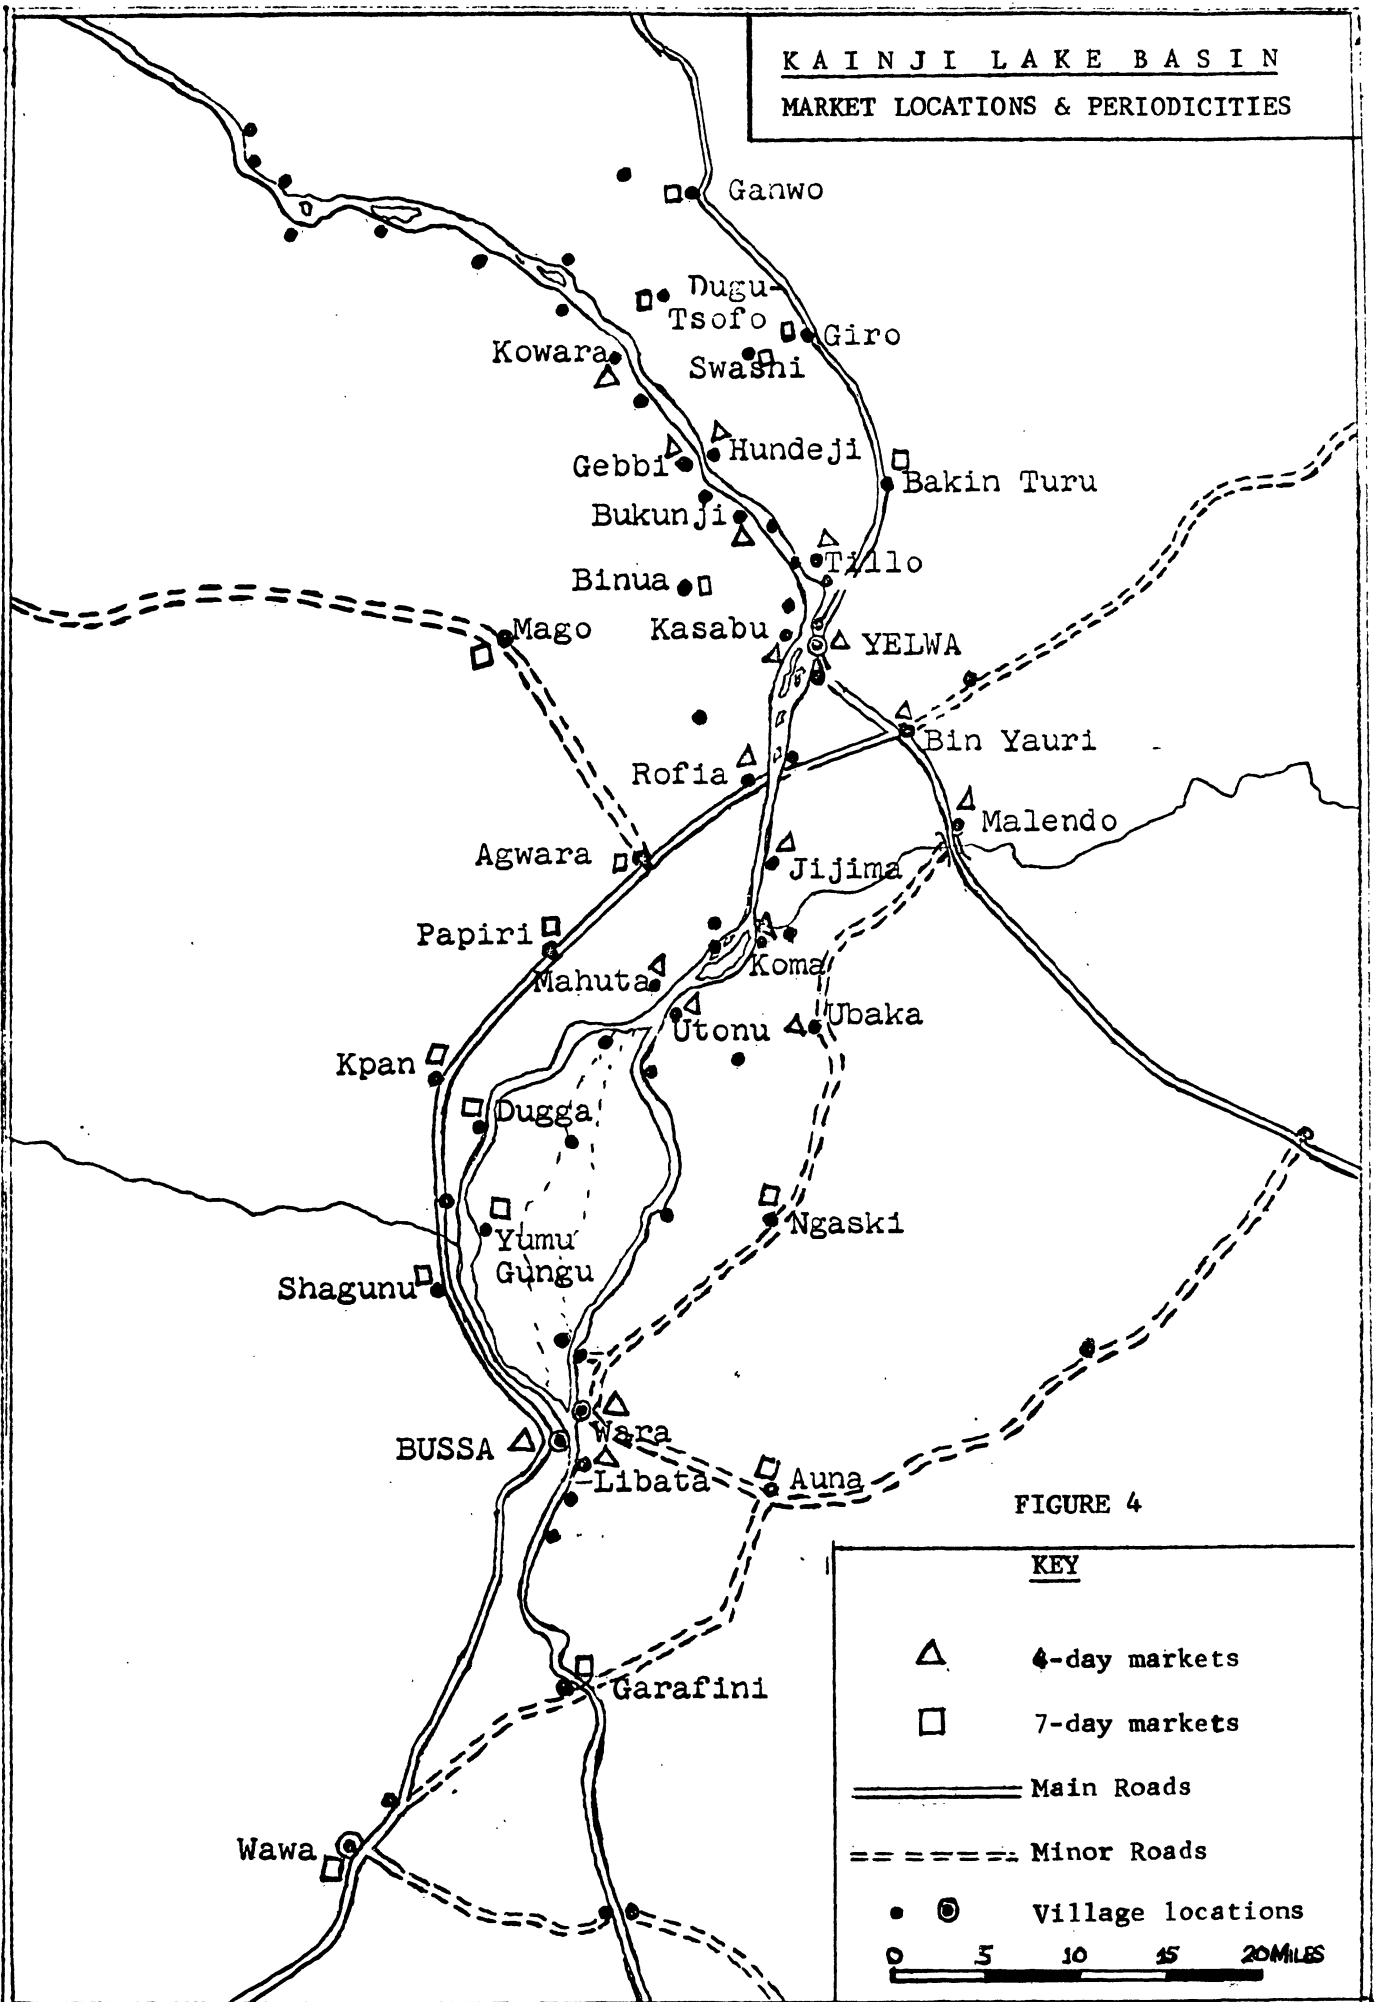 KAINJI LAKE BASIN
MARKET LOCATIONS & PERIODICITIES
Ganwo
Dugu-
Tsofo
Giro
Kowara
Swashi
Hundeji
Gebbi
Bakin Turu
Bukunji
Tillo
Binua
Mago
Kasabu
YELWA
Bin Yauri
Rofia
Malendo
Agwara
Jijima
Papiri
Koma
Mahuta
Ubaka
Utonu
Kpan
Dugga
Ngaski
Yumu
Gungu
Shagunu
Wara
BUSSA
Libata
Auna
FIGURE 4
KEY
4-day markets
Garafini
7-day markets
Main Roads
Wawa
Minor Roads
Village locations
0 5 10 15 20 MILES